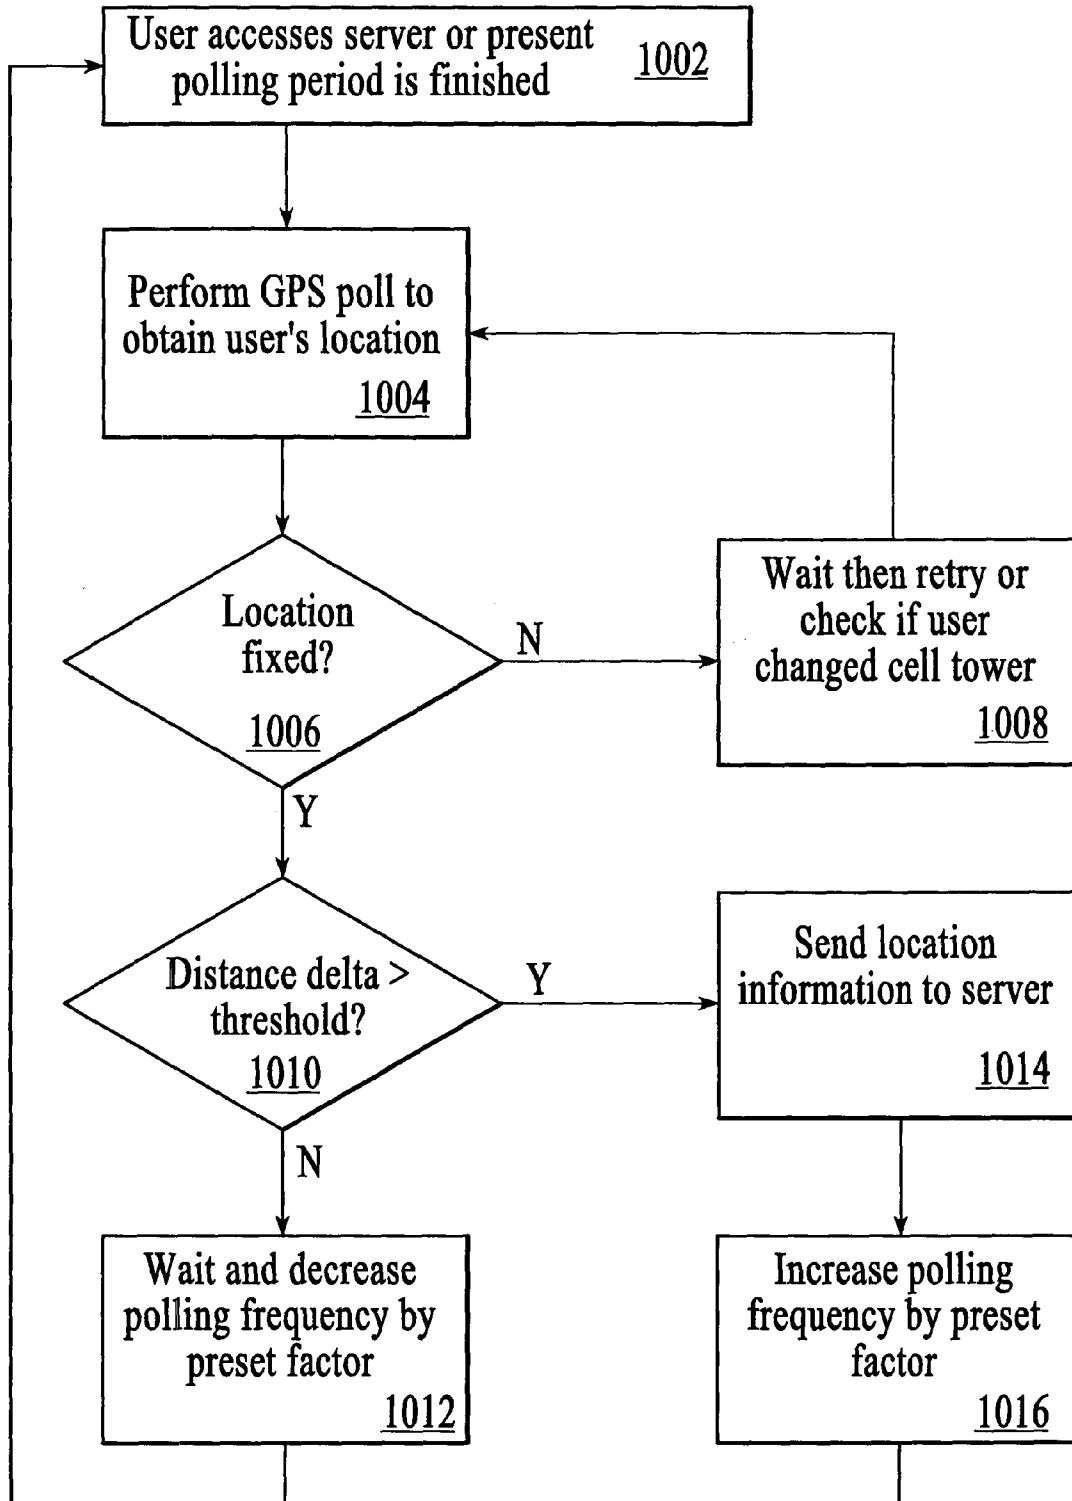 User accesses server or present
polling period is finished
1002
Perform GPS poll to
obtain user's location
1004
Location
fixed?
1006
N
Wait then retry or
check if user
changed cell tower
1008
Y
Distance delta >
threshold?
1010
Y
Send location
information to server
1014
N
Wait and decrease
polling frequency by
preset factor
1012
Increase polling
frequency by preset
factor
1016